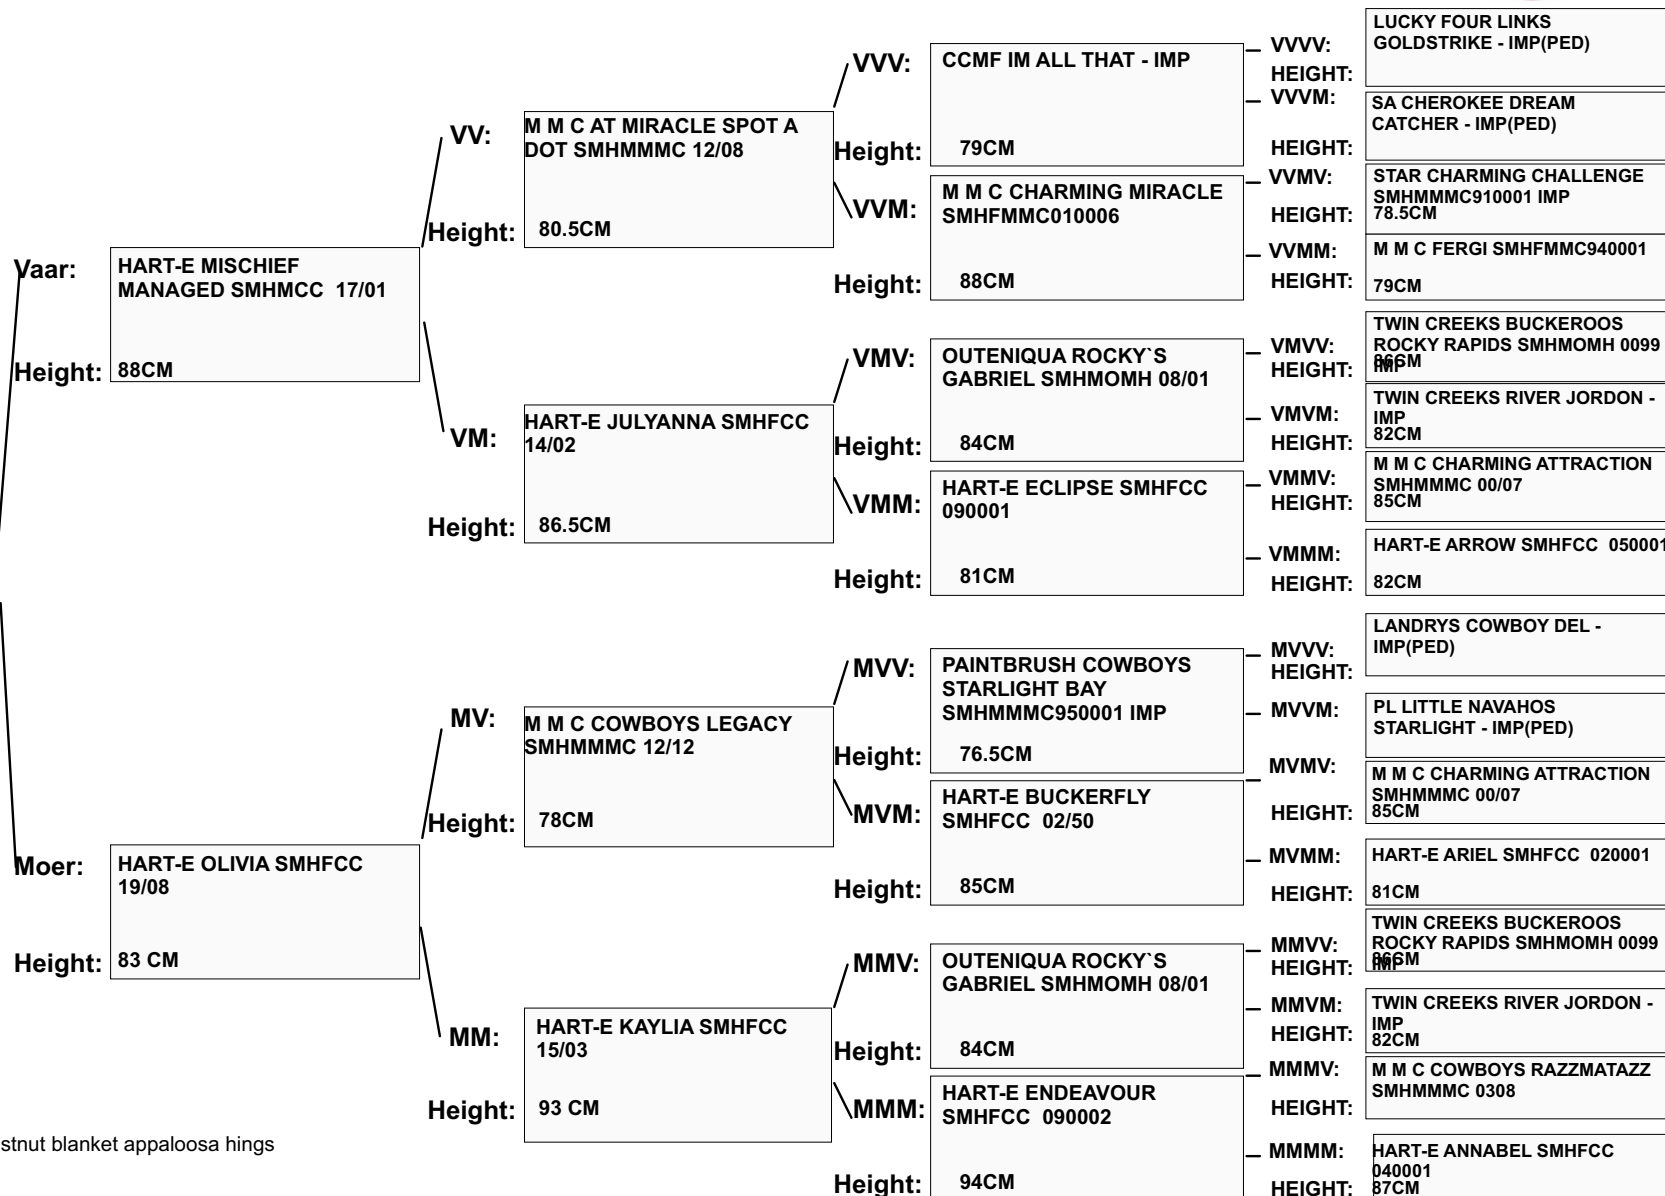 Vaar:
HART-E MISCHIEF
MANAGED SMHMCC 17/01
Height:
88CM
Moer:
HART-E OLIVIA SMHFCC
19/08
Height:
83 CM
VV:
M M C AT MIRACLE SPOT A
DOT SMHMMMC 12/08
Height:
80.5CM
VM:
HART-E JULYANNA SMHFCC
14/02
Height:
86.5CM
MV:
M M C COWBOYS LEGACY
SMHMMMC 12/12
Height:
78CM
MM:
HART-E KAYLIA SMHFCC
15/03
Height:
93 CM
VVV:
CCMF IM ALL THAT - IMP
Height:
79CM
VVM:
M M C CHARMING MIRACLE
SMHFMMC010006
Height:
88CM
VMV:
OUTENIQUA ROCKY`S
GABRIEL SMHMOMH 08/01
Height:
84CM
VMM:
HART-E ECLIPSE SMHFCC
090001
Height:
81CM
MVV:
PAINTBRUSH COWBOYS
STARLIGHT BAY
SMHMMMC950001 IMP
Height:
76.5CM
MVM:
HART-E BUCKERFLY
SMHFCC 02/50
Height:
85CM
MMV:
OUTENIQUA ROCKY`S
GABRIEL SMHMOMH 08/01
Height:
84CM
MMM:
HART-E ENDEAVOUR
SMHFCC 090002
Height:
94CM
VVVV:
LUCKY FOUR LINKS
GOLDSTRIKE - IMP(PED)
HEIGHT:
VVVM:
SA CHEROKEE DREAM
CATCHER - IMP(PED)
HEIGHT:
VVMV:
STAR CHARMING CHALLENGE
SMHMMMC910001 IMP
HEIGHT:
78.5CM
VVMM:
M M C FERGI SMHFMMC940001
HEIGHT:
79CM
VMVV:
TWIN CREEKS BUCKEROOS
ROCKY RAPIDS SMHMOMH 0099
IMP
HEIGHT:
86CM
VMVM:
TWIN CREEKS RIVER JORDON -
IMP
HEIGHT:
82CM
VMMV:
M M C CHARMING ATTRACTION
SMHMMMC 00/07
HEIGHT:
85CM
VMMM:
HART-E ARROW SMHFCC 050001
HEIGHT:
82CM
MVVV:
LANDRYS COWBOY DEL -
IMP(PED)
HEIGHT:
MVVM:
PL LITTLE NAVAHOS
STARLIGHT - IMP(PED)
MVMV:
M M C CHARMING ATTRACTION
SMHMMMC 00/07
HEIGHT:
85CM
MVMM:
HART-E ARIEL SMHFCC 020001
HEIGHT:
81CM
MMVV:
TWIN CREEKS BUCKEROOS
ROCKY RAPIDS SMHMOMH 0099
IMP
HEIGHT:
86CM
MMVM:
TWIN CREEKS RIVER JORDON -
IMP
HEIGHT:
82CM
MMMV:
M M C COWBOYS RAZZMATAZZ
SMHMMMC 0308
HEIGHT:
MMMM:
HART-E ANNABEL SMHFCC
040001
HEIGHT:
87CM
stnut blanket appaloosa hings